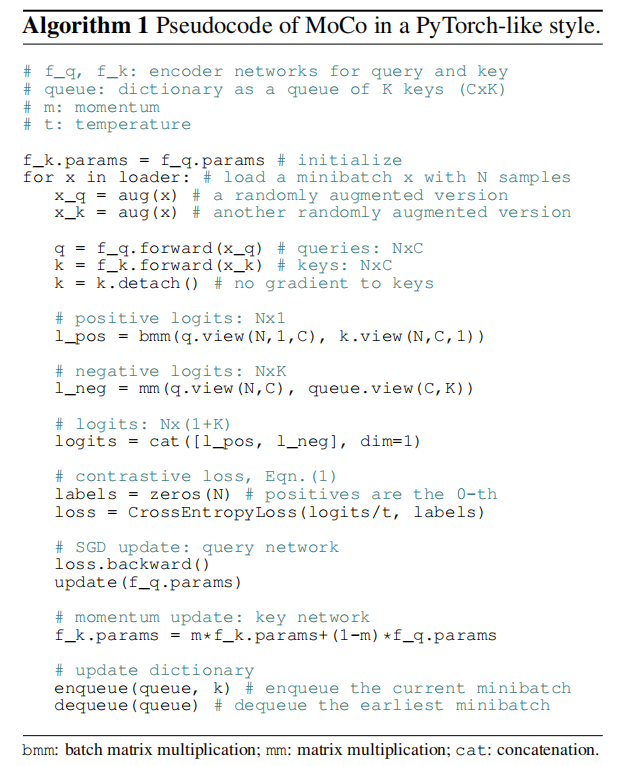 Algorithm 1 Pseudocode of MoCo in a PyTorch-like style.
# f_q, f_k: encoder networks for query and key
# queue: dictionary as a queue of K keys (CxK)
# m: momentum
# t: temperature
f_k.params = f_q.params # initialize
for x in loader: # load a minibatch x with N samples
x_q = aug(x) # a randomly augmented version
x_k = aug(x) # another randomly augmented version
q = f_q.forward(x_q) # queries: NxC
k = f_k.forward(x_k) # keys: NxC
k = k.detach() # no gradient to keys
# positive logits: Nx1
l_pos = bmm(q.view(N,1,C), k.view(N,C,1))
# negative logits: NxK
l_neg = mm(q.view(N,C), queue.view(C,K))
# logits: Nx(1+K)
logits = cat([l_pos, l_neg], dim=1)
# contrastive loss, Eqn.(1)
labels = zeros(N) # positives are the 0-th
loss = CrossEntropyLoss(logits/t, labels)
# SGD update: query network
loss.backward()
update(f_q.params)
# momentum update: key network
f_k.params = m*f_k.params+(1-m)*f_q.params
# update dictionary
enqueue(queue, k) # enqueue the current minibatch
dequeue(queue) # dequeue the earliest minibatch
bmm: batch matrix multiplication; mm: matrix multiplication; cat: concatenation.